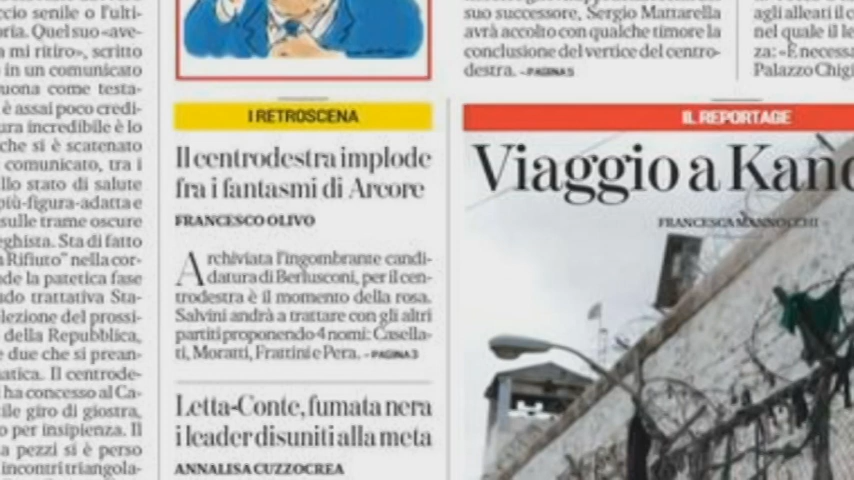 ccio senile o l'ulti-
oria. Quel suo «ave-
a mi ritiro», scritto
o in un comunicato
uona come testa-
è assai poco credi-
ura incredibile è lo
che si è scatenato
comunicato, tra i
llo stato di salute
più-figura-adatta e
sulle trame oscure
eghista. Sta di fatto
n Rifiuto" nella cor-
de la patetica fase
udo trattativa Sta-
elezione del prossi-
della Repubblica,
e due che si prean-
atica. Il centrode-
ha concesso al Ca-
tile giro di giostra,
o per insipienza. Il
a pezzi si è perso
incontri triangola-
I RETROSCENA
Il centrodestra implode
fra i fantasmi di Arcore
FRANCESCO OLIVO
Archiviata l'ingombrante candi-
datura di Berlusconi, per il cen-
trodestra è il momento della rosa.
Salvini andrà a trattare con gli altri
partiti proponendo 4 nomi: Casella-
ti, Moratti, Frattini e Pera. - PAGINA 3
Letta-Conte, fumata nera
i leader disuniti alla meta
ANNALISA CUZZOCREA
suo successore, Sergio Mattarella
avrà accolto con qualche timore la
conclusione del vertice del centro-
destra. - PAGINA 5
agli alleati il c
nel quale il le
za: «È necessa
Palazzo Chigi
IL REPORTAGE
Viaggio a Kand
FRANCESCA MANNOCCHI